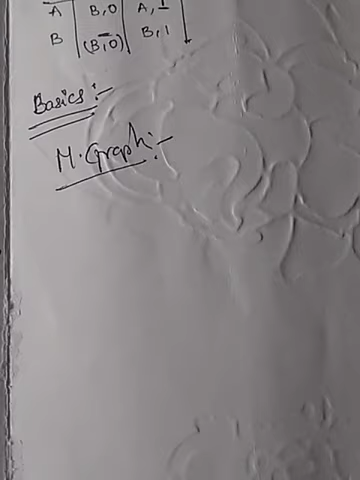 A | B,0 | A,1
B | (B,0) | B,1
Basics:-
M.Graph:-